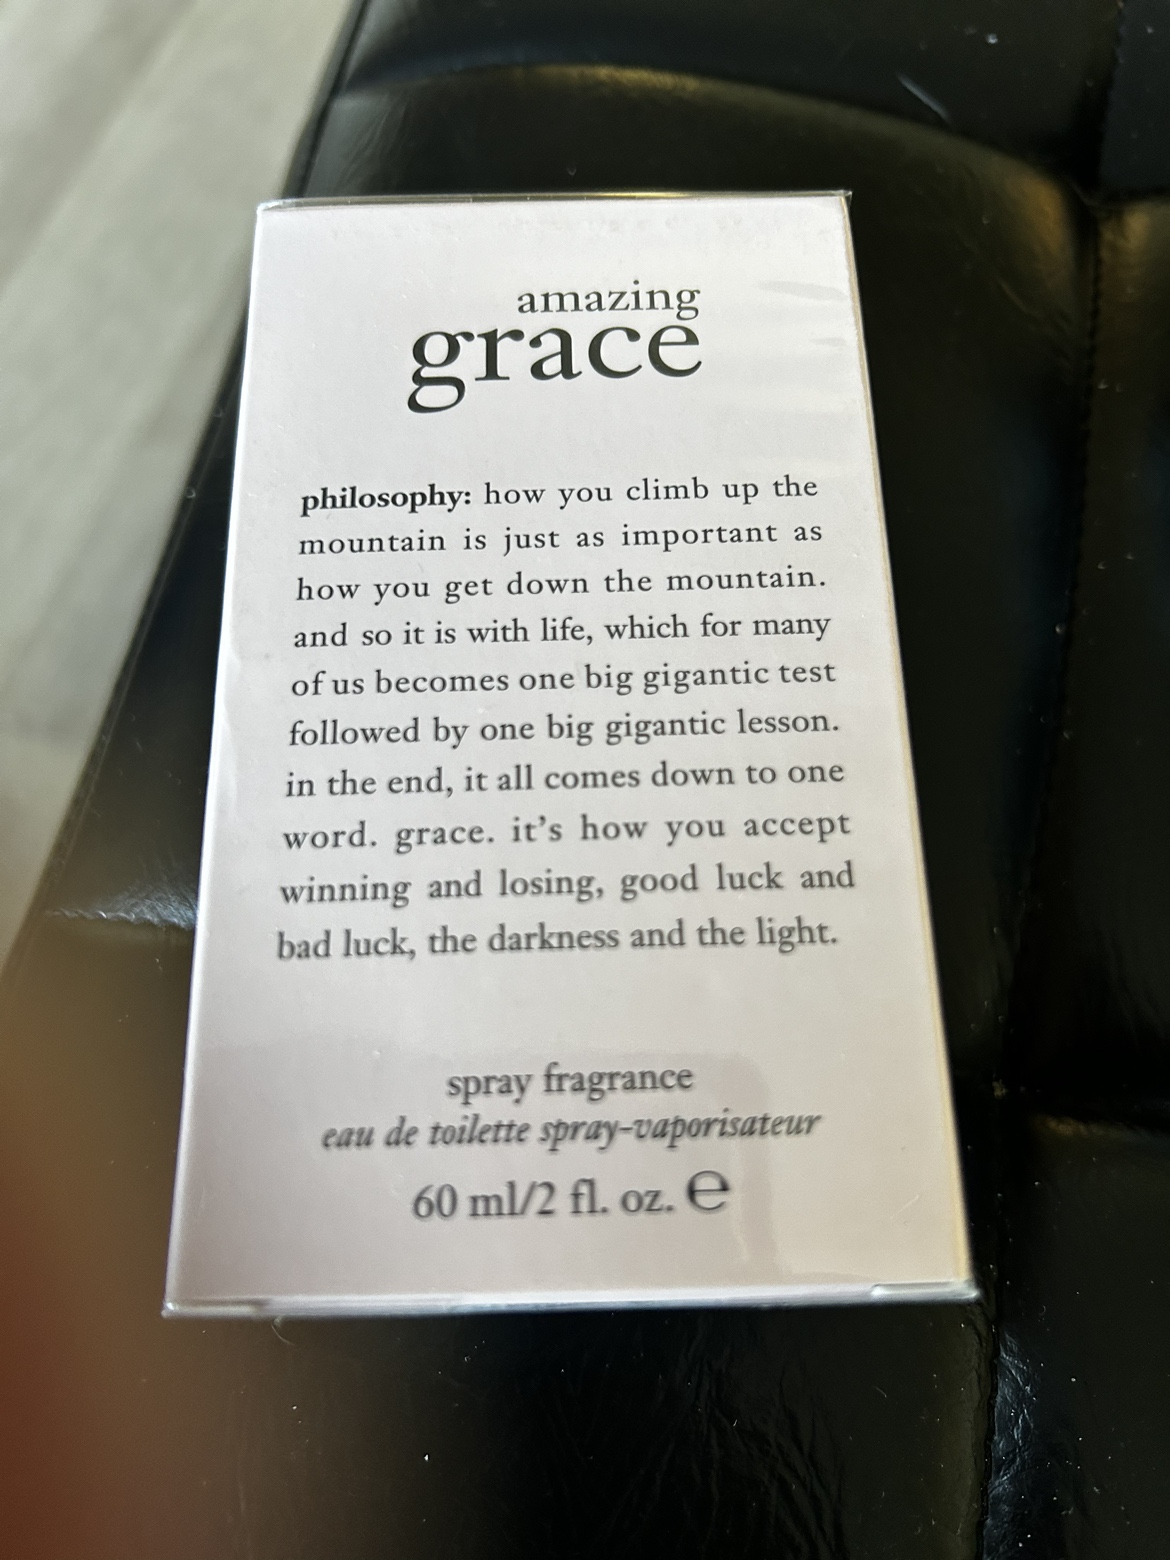 amazing
grace
philosophy: how you climb up the
mountain is just as important as
how you get down the mountain.
and so it is with life, which for many
of us becomes one big gigantic test
followed by one big gigantic lesson.
in the end, it all comes down to one
word. grace. it's how you accept
winning and losing, good luck and
bad luck, the darkness and the light.
spray fragrance
eau de toilette spray-vaporisateur
60 ml/2 fl. oz. ℮